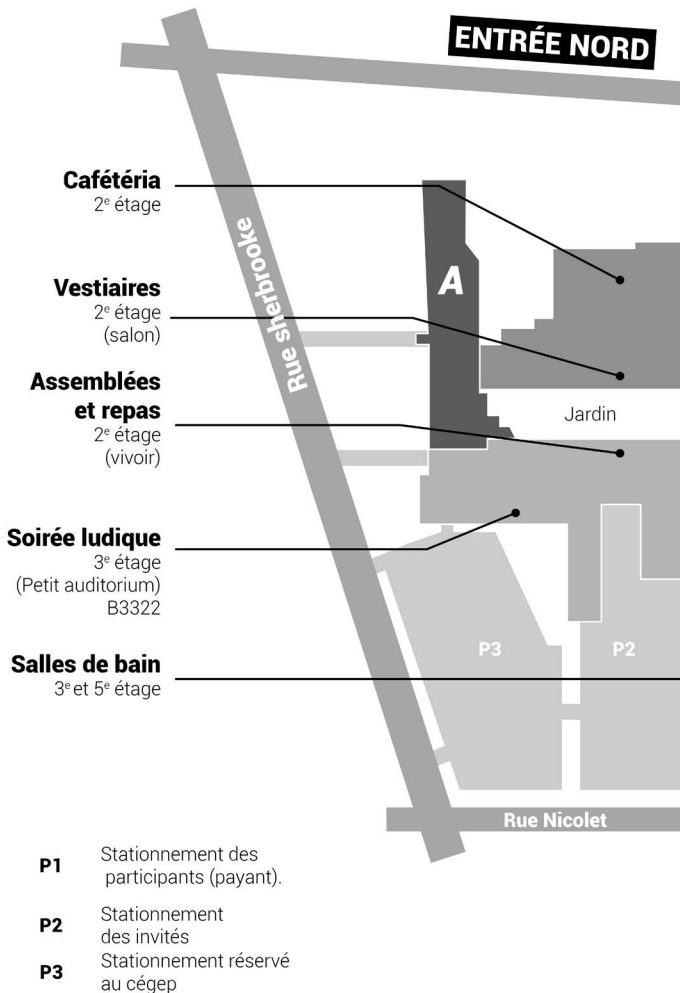 ENTRÉE NORD
Cafétéria
2e étage
Rue sherbrooke
A
Vestiaires
2e étage
(salon)
Assemblées
et repas
2e étage
(vivoir)
Jardin
Soirée ludique
3e étage
(Petit auditorium)
B3322
Salles de bain
3e et 5e étage
P3
P2
Rue Nicolet
P1 Stationnement des
participants (payant).
P2 Stationnement
des invités
P3 Stationnement réservé
au cégep